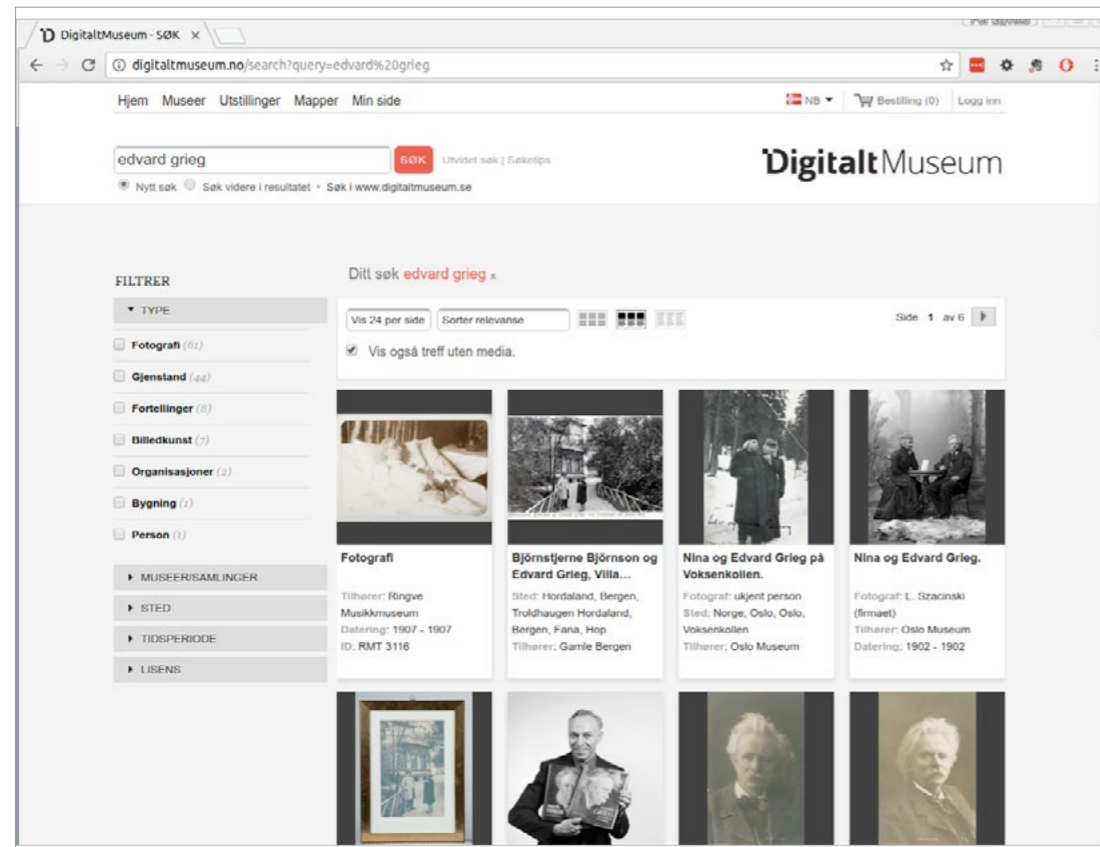 DigitaltMuseum - SØK
digitaltmuseum.no/search?query=edvard%20grieg
Hjem Museer Utstillinger Mapper Min side
NB Bestilling (0) Logg inn
edvard grieg
SØK
Utvidet søk | Søketips
DigitaltMuseum
Nytt søk Søk videre i resultatet • Søk i www.digitaltmuseum.se
FILTRER
TYPE
Fotografi (61)
Gjenstand (44)
Fortellinger (8)
Billedkunst (7)
Organisasjoner (2)
Bygning (1)
Person (1)
MUSEER/SAMLINGER
STED
TIDSPERIODE
LISENS
Ditt søk edvard grieg x
Vis 24 per side Sorter relevanse
Side 1 av 6
Vis også treff uten media.
Fotografi
Tilhører: Ringve
Musikkmuseum
Datering: 1907 - 1907
ID: RMT 3116
Björnstjerne Björnson og
Edvard Grieg, Villa...
Sted: Hordaland, Bergen,
Troldhaugen Hordaland,
Bergen, Fana, Hop
Tilhører: Gamle Bergen
Nina og Edvard Grieg på
Voksenkollen.
Fotograf: ukjent person
Sted: Norge, Oslo, Oslo,
Voksenkollen
Tilhører: Oslo Museum
Nina og Edvard Grieg.
Fotograf: L. Szacinski
(firmaet)
Tilhører: Oslo Museum
Datering: 1902 - 1902